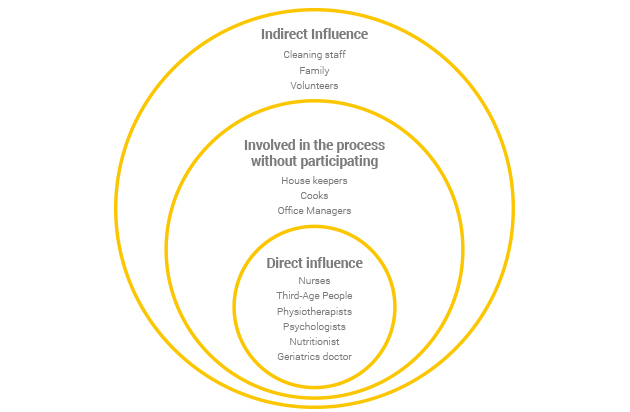 Indirect Influence
Cleaning staff
Family
Volunteers
Involved in the process
without participating
House keepers
Cooks
Office Managers
Direct influence
Nurses
Third-Age People
Physiotherapists
Psychologists
Nutritionist
Geriatrics doctor